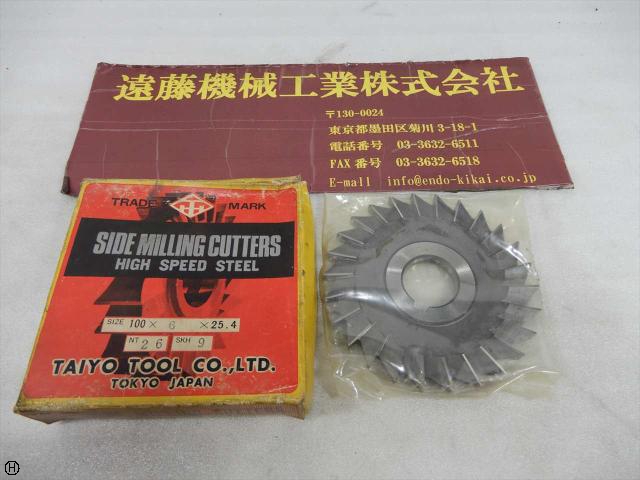 遠藤機械工業株式会社
〒130-0024
東京都墨田区菊川3-18-1
電話番号 03-3632-6511
FAX番号 03-3632-6518
E-mail info@endo-kikai.co.jp
TRADE MARK
SIDE MILLING CUTTERS
HIGH SPEED STEEL
SIZE 100 × 6 × 25.4
NT 26 SKH 9
TAIYO TOOL CO.,LTD.
TOKYO JAPAN
H